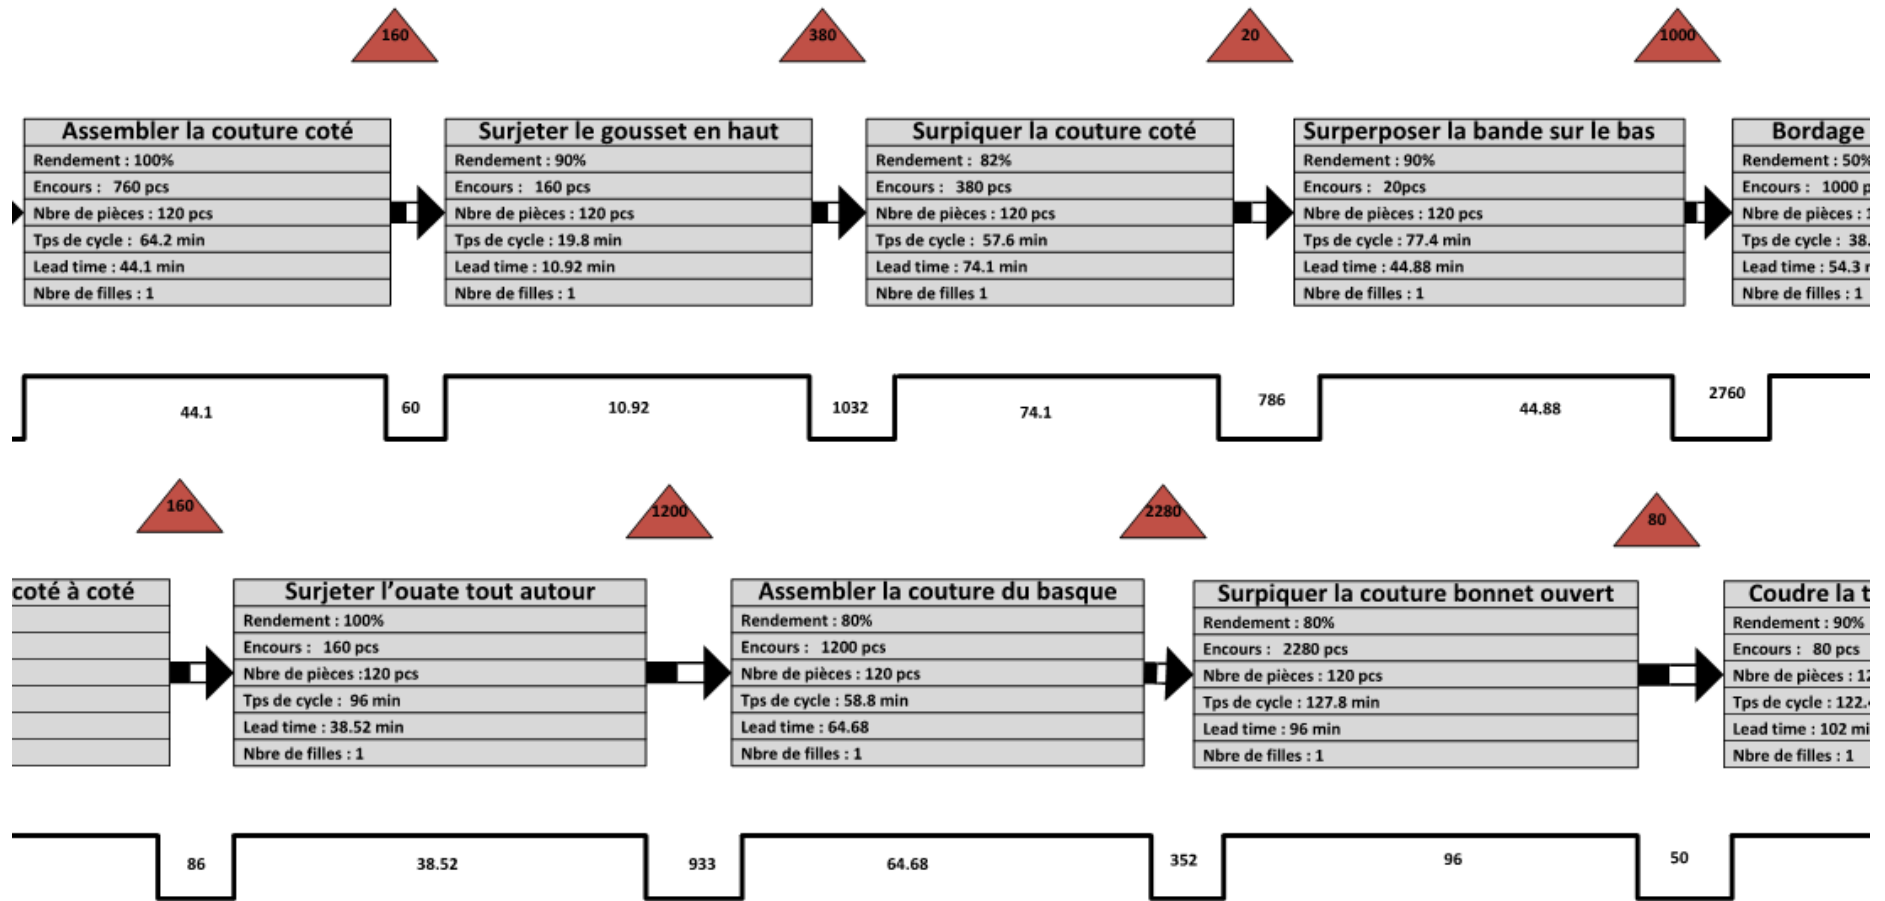 160
380
20
1000
Assembler la couture coté
Rendement : 100%
Encours : 760 pcs
Nbre de pièces : 120 pcs
Tps de cycle : 64.2 min
Lead time : 44.1 min
Nbre de filles : 1
Surjeter le gousset en haut
Rendement : 90%
Encours : 160 pcs
Nbre de pièces : 120 pcs
Tps de cycle : 19.8 min
Lead time : 10.92 min
Nbre de filles : 1
Surpiquer la couture coté
Rendement : 82%
Encours : 380 pcs
Nbre de pièces : 120 pcs
Tps de cycle : 57.6 min
Lead time : 74.1 min
Nbre de filles 1
Surperposer la bande sur le bas
Rendement : 90%
Encours : 20pcs
Nbre de pièces : 120 pcs
Tps de cycle : 77.4 min
Lead time : 44.88 min
Nbre de filles : 1
Bordage
Rendement : 50%
Encours : 1000 p
Nbre de pièces : 1
Tps de cycle : 38.
Lead time : 54.3
Nbre de filles : 1
44.1
60
10.92
1032
74.1
786
44.88
2760
160
1200
2280
80
coté à coté
Surjeter l'ouate tout autour
Rendement : 100%
Encours : 160 pcs
Nbre de pièces :120 pcs
Tps de cycle : 96 min
Lead time : 38.52 min
Nbre de filles : 1
Assembler la couture du basque
Rendement : 80%
Encours : 1200 pcs
Nbre de pièces : 120 pcs
Tps de cycle : 58.8 min
Lead time : 64.68
Nbre de filles : 1
Surpiquer la couture bonnet ouvert
Rendement : 80%
Encours : 2280 pcs
Nbre de pièces : 120 pcs
Tps de cycle : 127.8 min
Lead time : 96 min
Nbre de filles : 1
Coudre la t
Rendement : 90%
Encours : 80 pcs
Nbre de pièces : 12
Tps de cycle : 122.
Lead time : 102 mi
Nbre de filles : 1
86
38.52
933
64.68
352
96
50